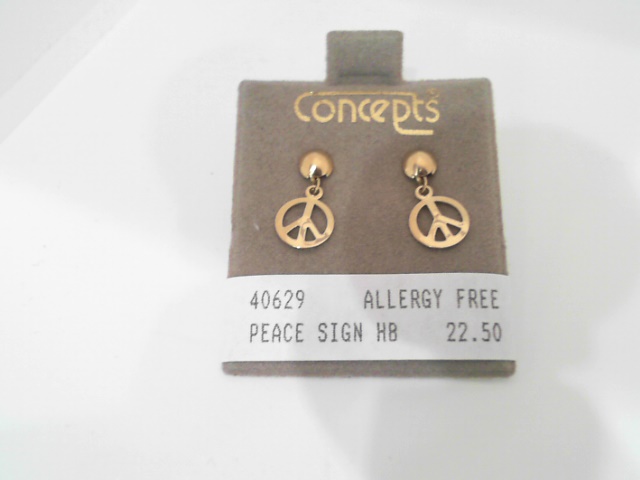 Concepts
40629 ALLERGY FREE
PEACE SIGN HB 22.50